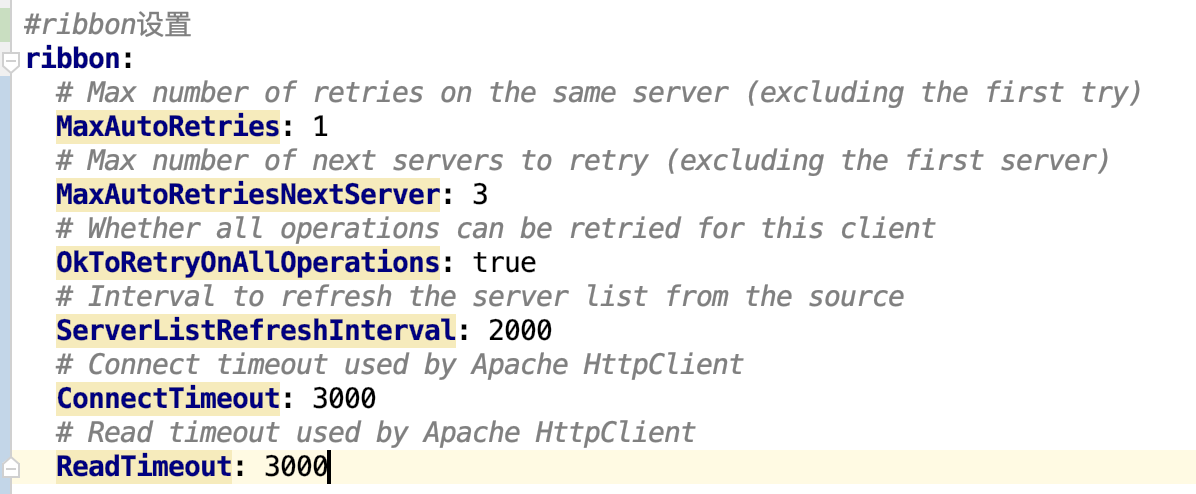 #ribbon设置
ribbon:
# Max number of retries on the same server (excluding the first try)
MaxAutoRetries: 1
# Max number of next servers to retry (excluding the first server)
MaxAutoRetriesNextServer: 3
# Whether all operations can be retried for this client
OkToRetryOnAllOperations: true
# Interval to refresh the server list from the source
ServerListRefreshInterval: 2000
# Connect timeout used by Apache HttpClient
ConnectTimeout: 3000
# Read timeout used by Apache HttpClient
ReadTimeout: 3000